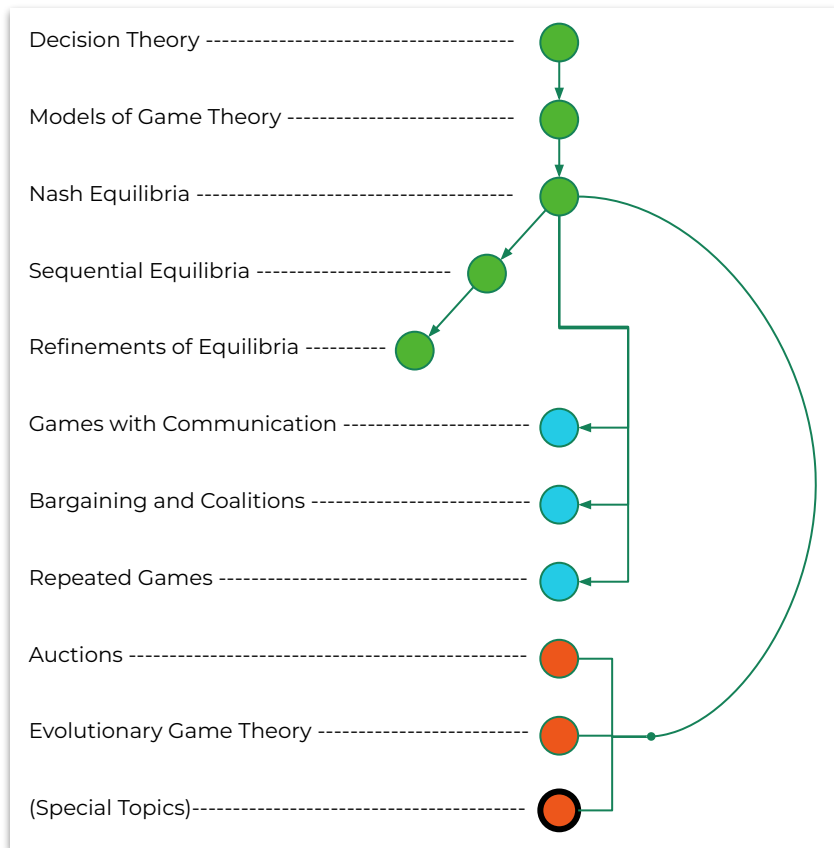 Decision Theory
Models of Game Theory
Nash Equilibria
Sequential Equilibria
Refinements of Equilibria
Games with Communication
Bargaining and Coalitions
Repeated Games
Auctions
Evolutionary Game Theory
(Special Topics)